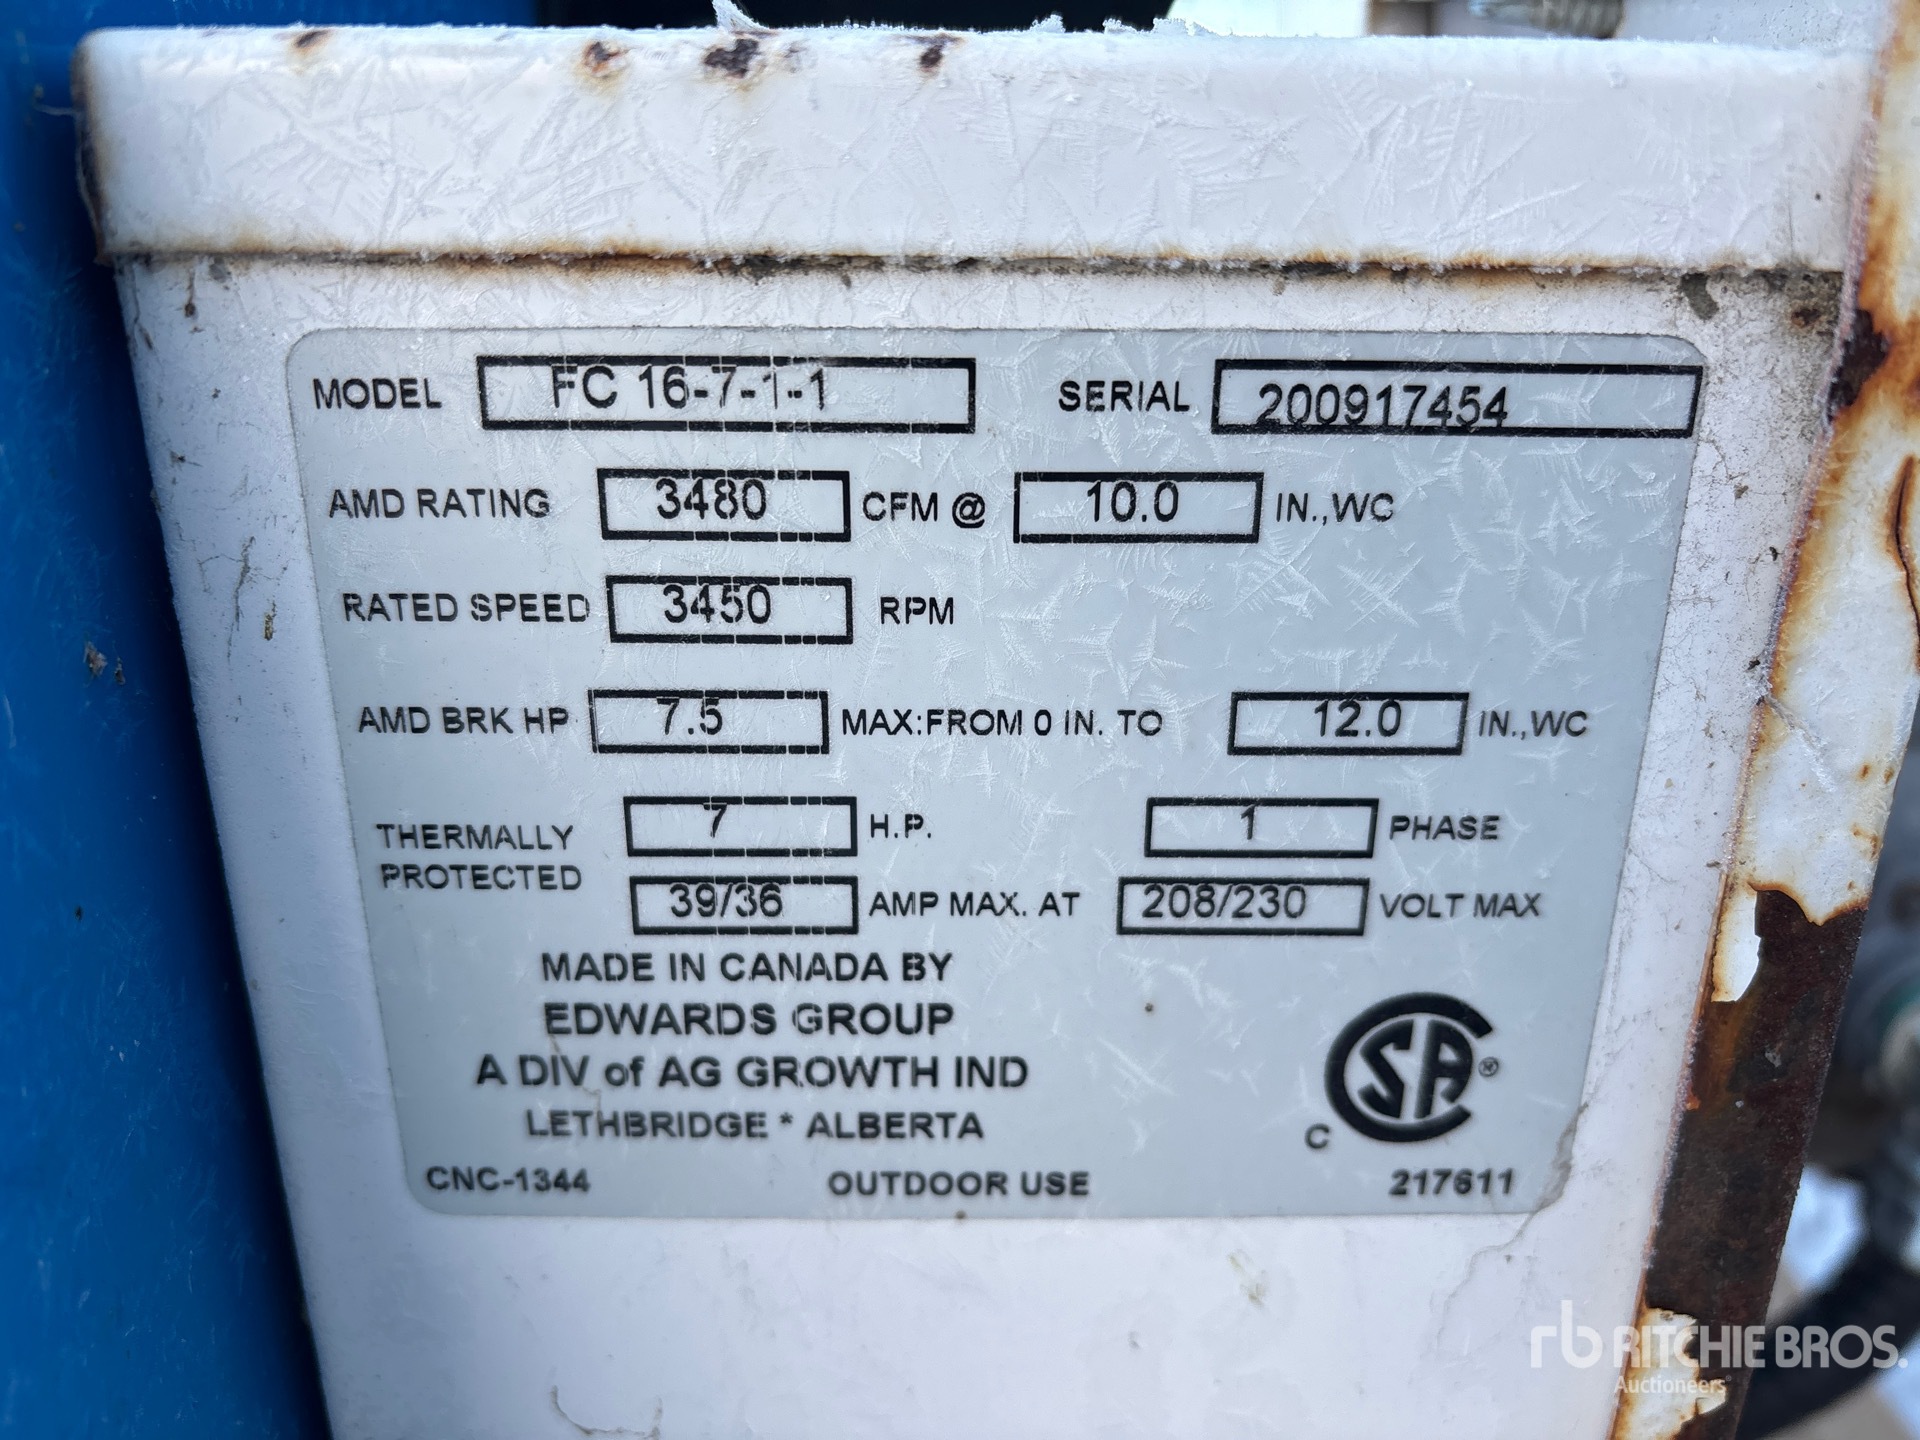 MODEL FC 16-7-1-1 SERIAL 200917454
AMD RATING 3480 CFM @ 10.0 IN.,WC
RATED SPEED 3450 RPM
AMD BRK HP 7.5 MAX:FROM 0 IN. TO 12.0 IN.,WC
THERMALLY PROTECTED 7 H.P. 1 PHASE
39/36 AMP MAX. AT 208/230 VOLT MAX
MADE IN CANADA BY
EDWARDS GROUP
A DIV of AG GROWTH IND
LETHBRIDGE * ALBERTA
C CSA ®
CNC-1344 OUTDOOR USE 217611
rb RITCHIE BROS.
Auctioneers